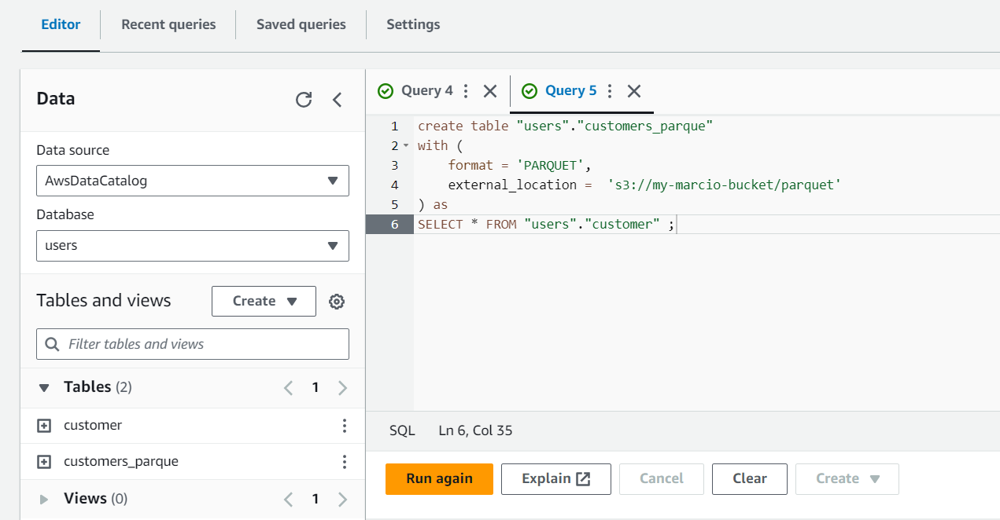 Editor Recent queries Saved queries Settings
Data
Data source
AwsDataCatalog
Database
users
Tables and views Create
Filter tables and views
Tables (2) 1
customer
customers_parque
Views (0) 1
Query 4 Query 5
1 create table "users"."customers_parque"
2 with (
3 format = 'PARQUET',
4 external_location = 's3://my-marcio-bucket/parquet'
5 ) as
6 SELECT * FROM "users"."customer" ;
SQL Ln 6, Col 35
Run again Explain Cancel Clear Create